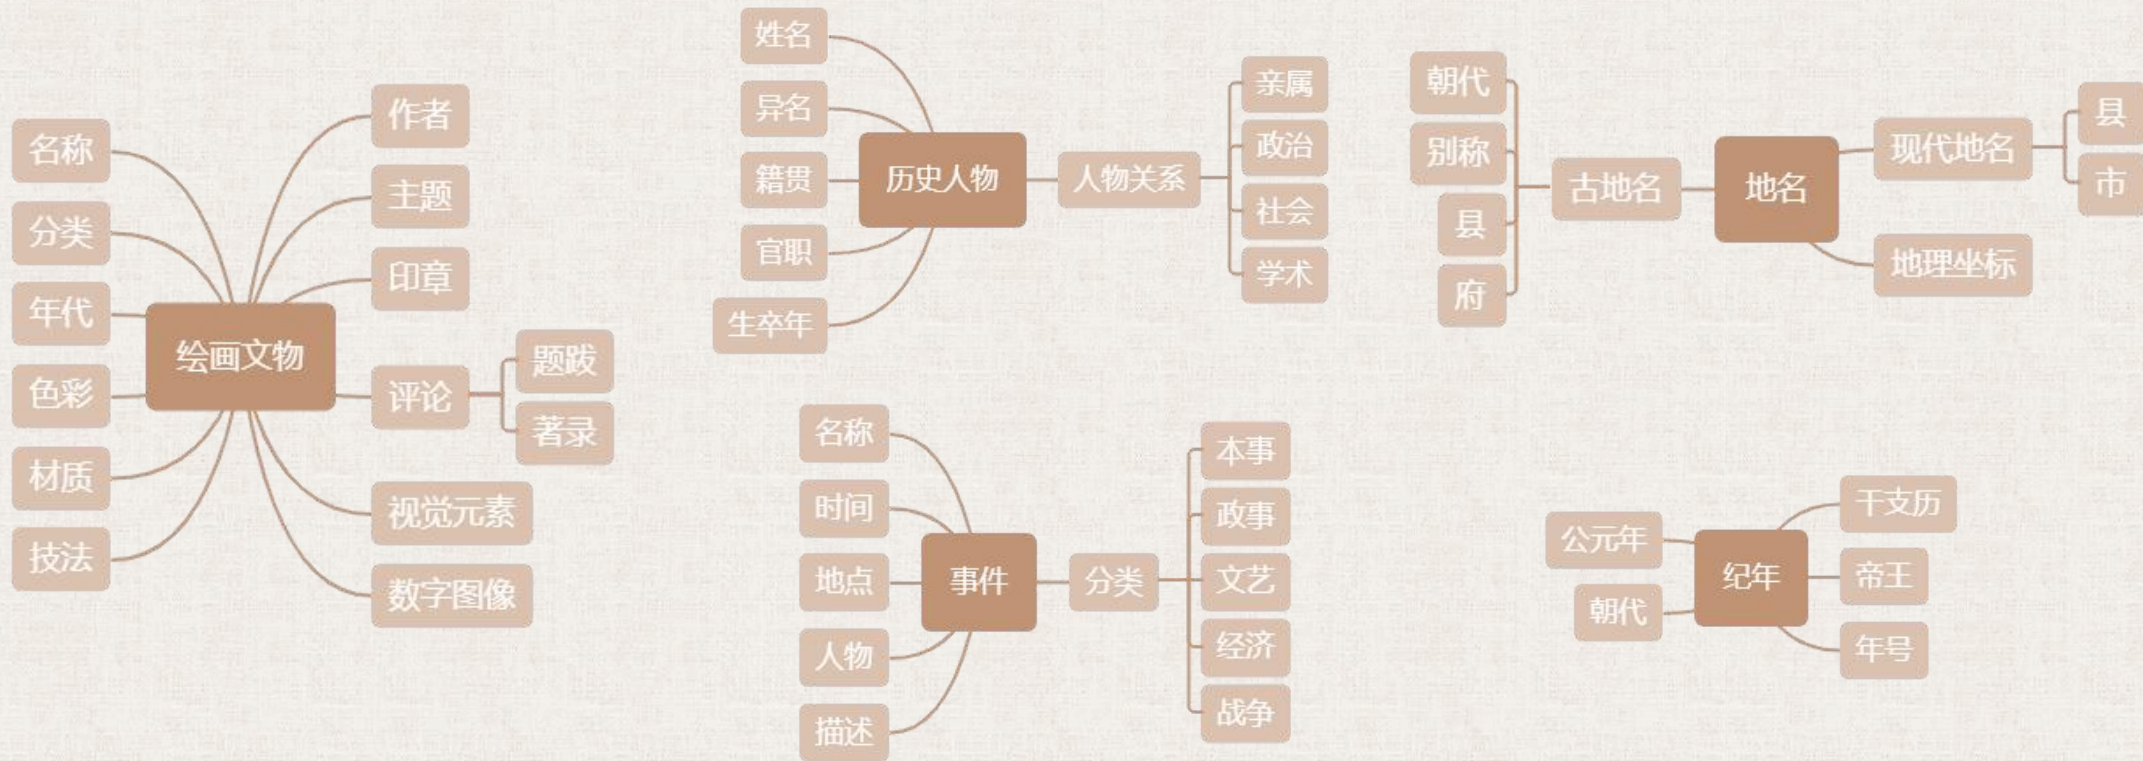 名称
分类
年代
色彩
材质
技法
绘画文物
作者
主题
印章
评论
题跋
著录
视觉元素
数字图像
姓名
异名
籍贯
官职
生卒年
历史人物
人物关系
亲属
政治
社会
学术
朝代
别称
县
府
古地名
地名
现代地名
县
市
地理坐标
名称
时间
地点
人物
描述
事件
分类
本事
政事
文艺
经济
战争
公元年
朝代
纪年
干支历
帝王
年号